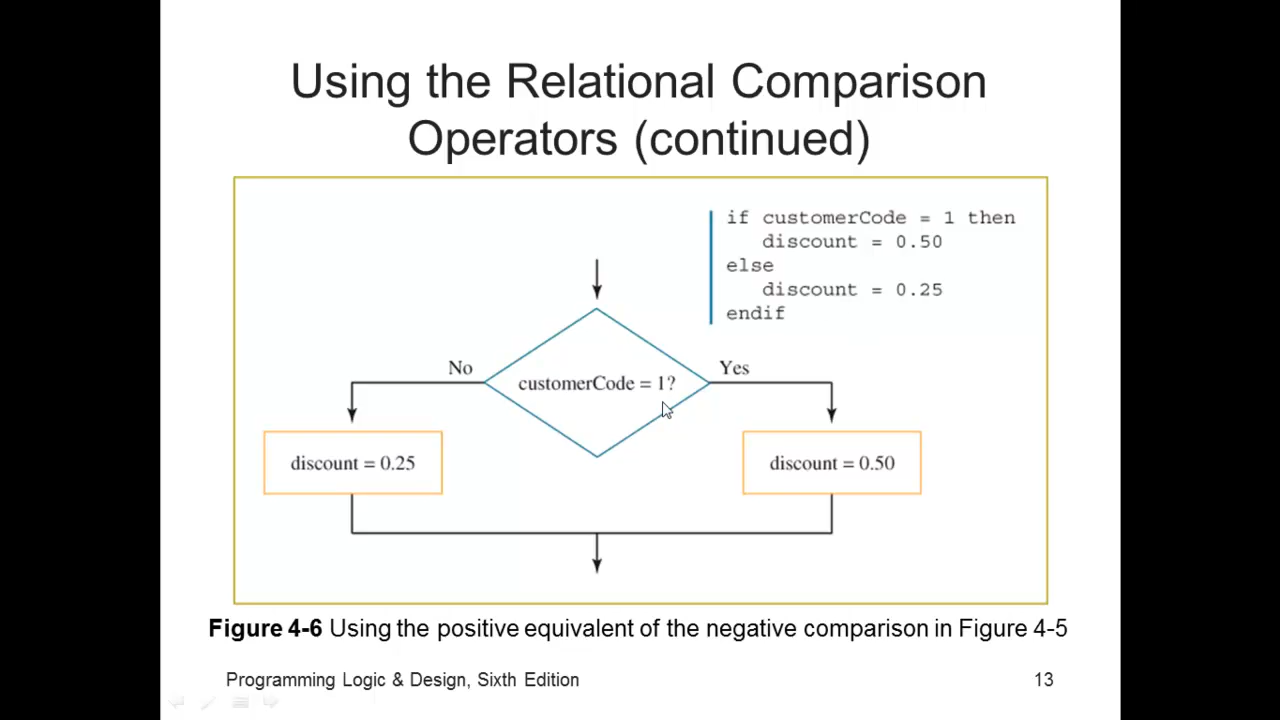 Using the Relational Comparison
Operators (continued)
if customerCode = 1 then
discount = 0.50
else
discount = 0.25
endif
No
customerCode = 1?
Yes
discount = 0.25
discount = 0.50
Figure 4-6 Using the positive equivalent of the negative comparison in Figure 4-5
Programming Logic & Design, Sixth Edition
13